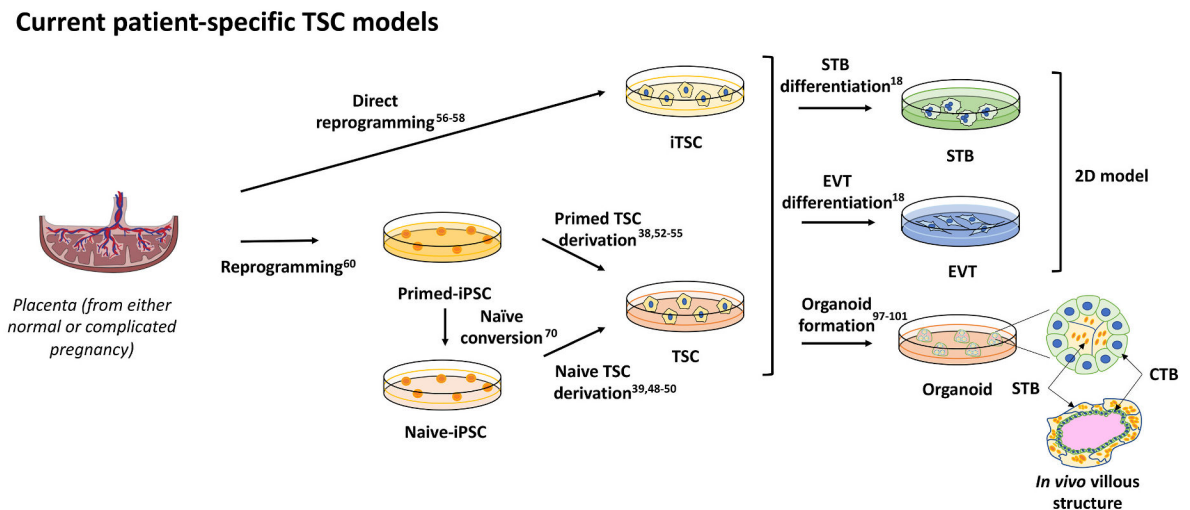 Current patient-specific TSC models
Direct
reprogramming56-58
iTSC
STB
differentiation18
STB
EVT
differentiation18
EVT
2D model
Placenta (from either
normal or complicated
pregnancy)
Reprogramming60
Primed-iPSC
Primed TSC
derivation38,52-55
Naïve
conversion70
Naive-iPSC
Naive TSC
derivation39,48-50
TSC
Organoid
formation97-101
Organoid
STB
CTB
In vivo villous
structure